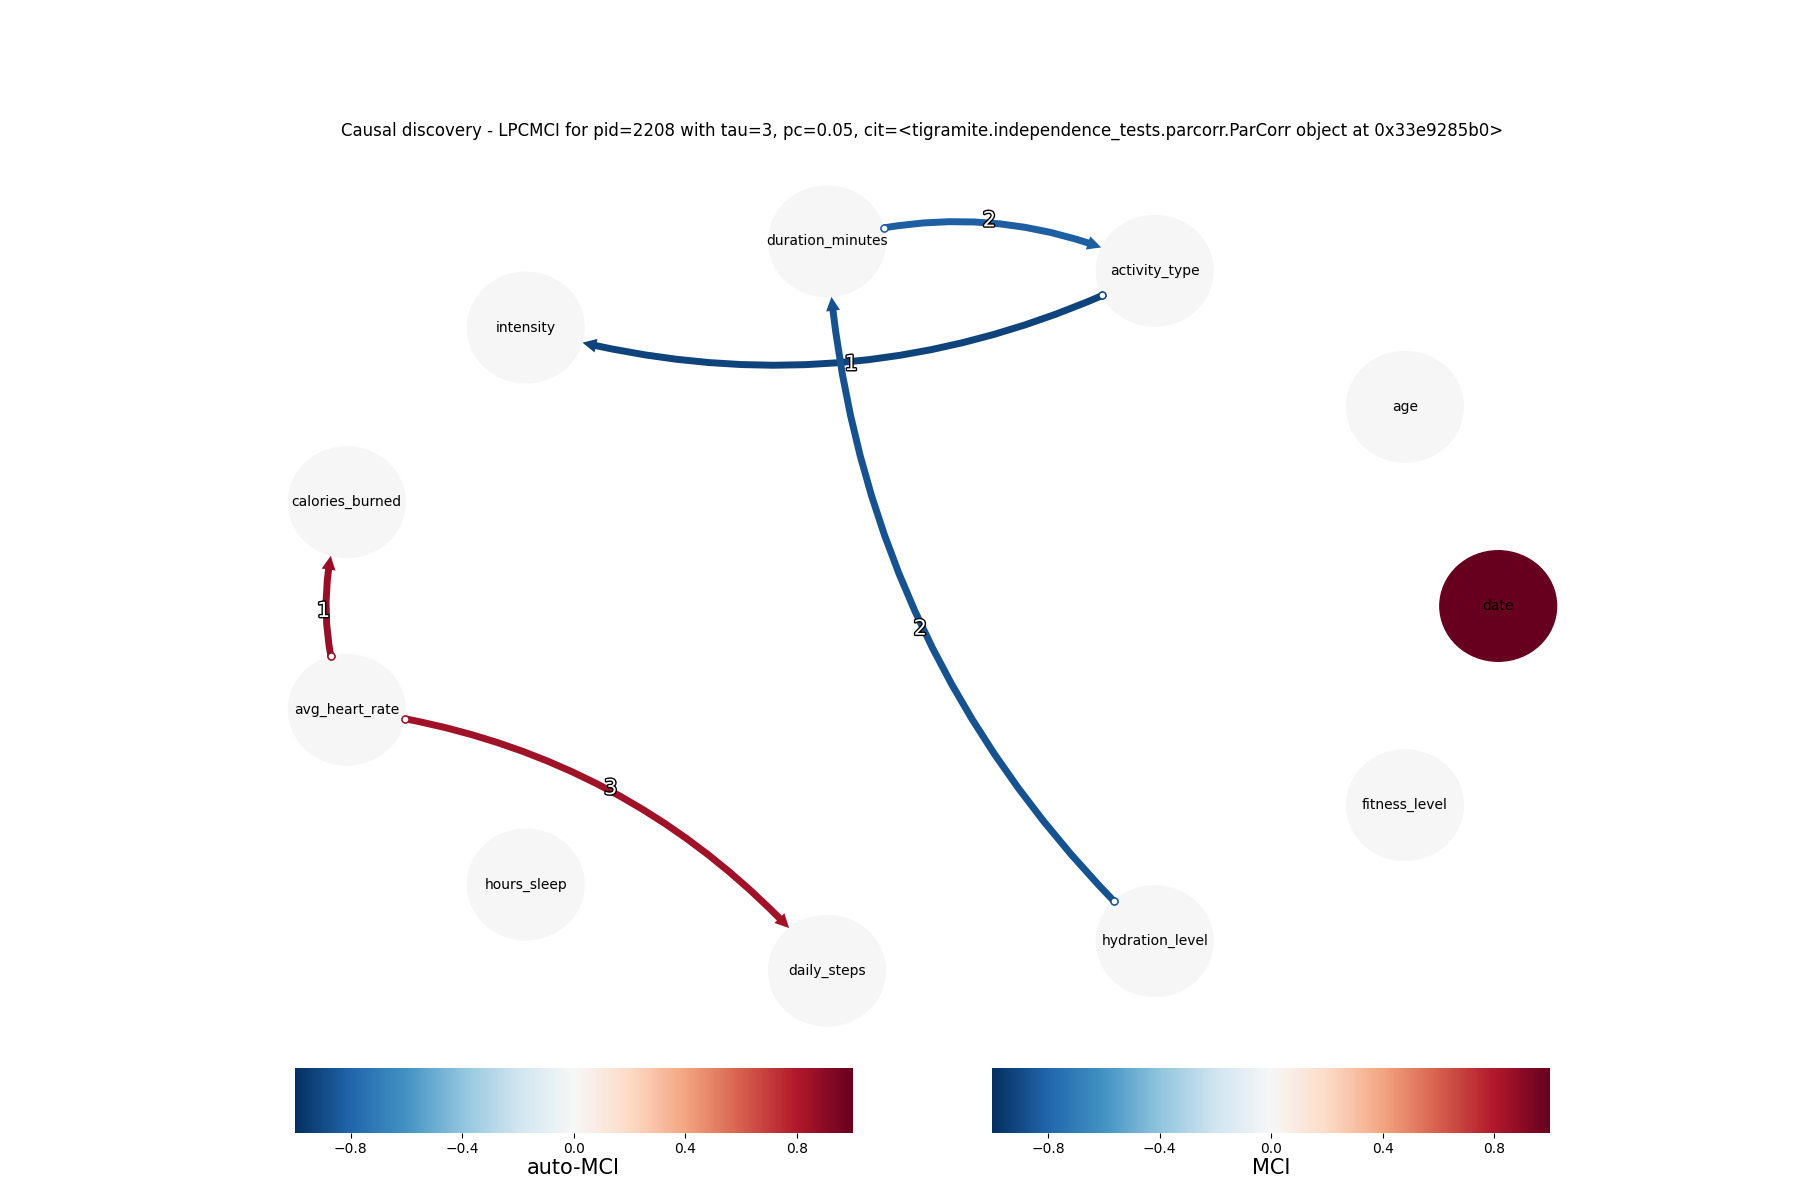 Causal discovery - LPCMCI for pid=2208 with tau=3, pc=0.05, cit=<tigramite.independence_tests.parcorr.ParCorr object at 0x33e9285b0>
2
duration_minutes
activity_type
intensity
1
age
calories_burned
date
1
2
avg_heart_rate
3
fitness_level
hours_sleep
hydration_level
daily_steps
−0.8 −0.4 0.0 0.4 0.8
auto-MCI
−0.8 −0.4 0.0 0.4 0.8
MCI